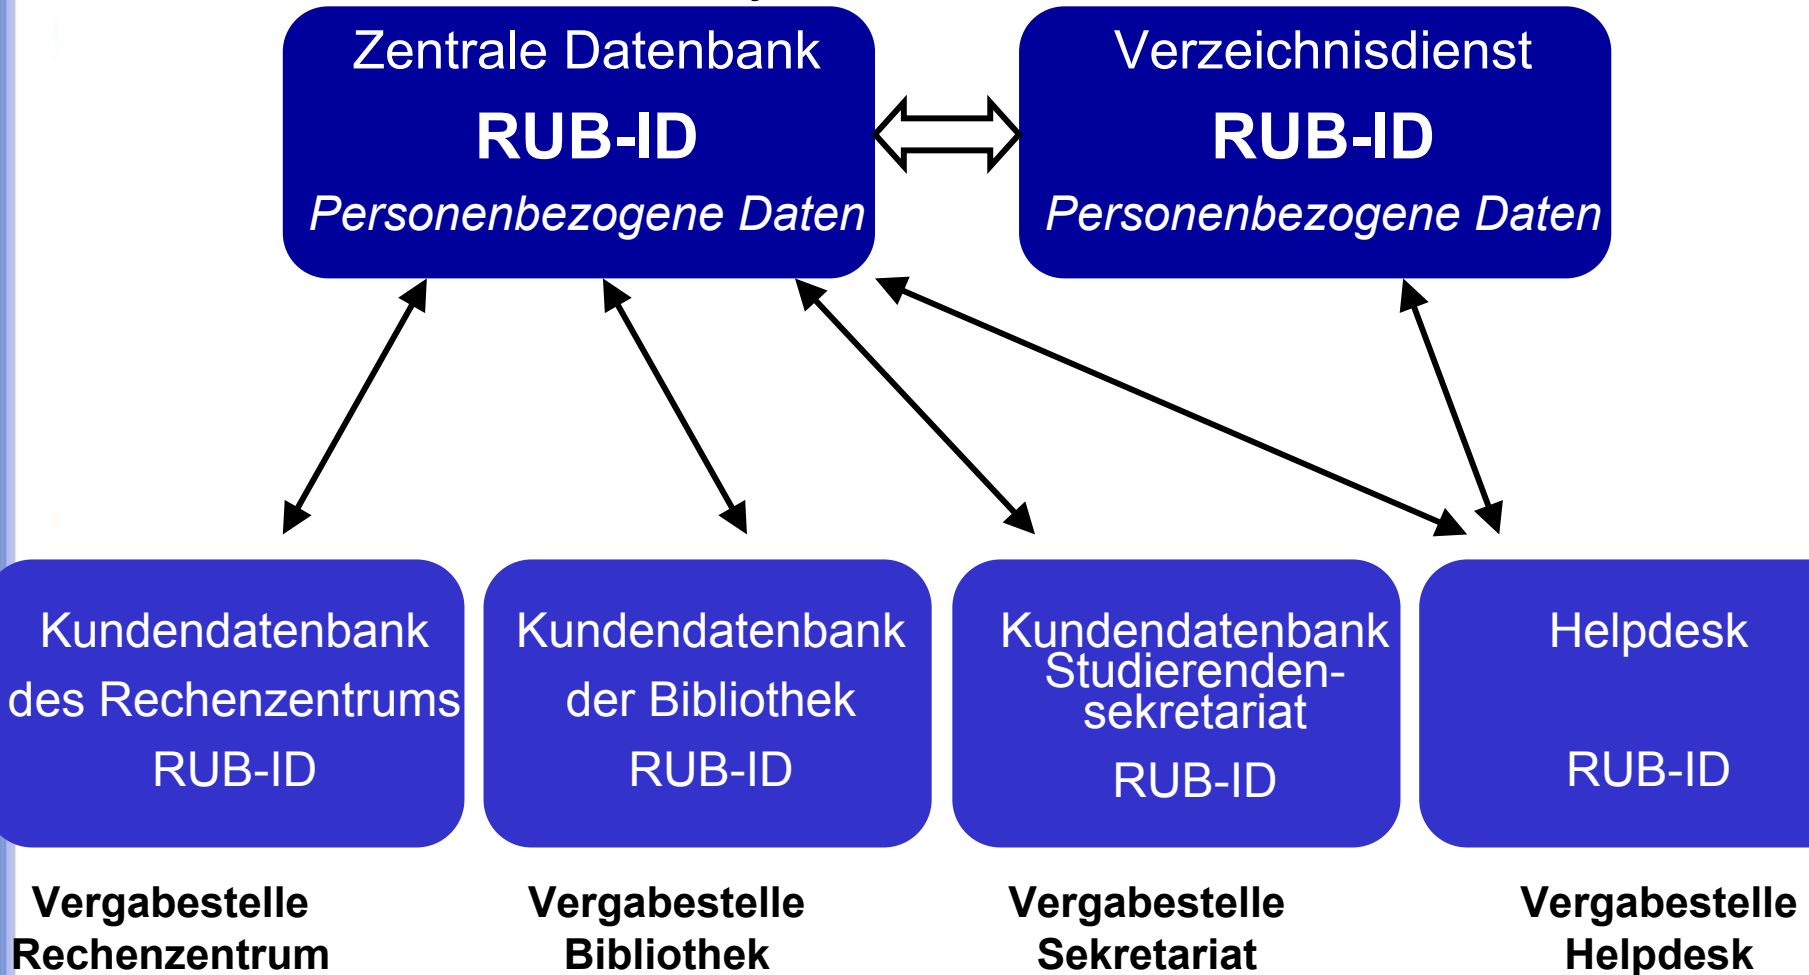 Zentrale Datenbank
RUB-ID
Personenbezogene Daten
Verzeichnisdienst
RUB-ID
Personenbezogene Daten
Kundendatenbank
des Rechenzentrums
RUB-ID
Kundendatenbank
der Bibliothek
RUB-ID
Kundendatenbank
Studierenden-
sekretariat
RUB-ID
Helpdesk
RUB-ID
Vergabestelle
Rechenzentrum
Vergabestelle
Bibliothek
Vergabestelle
Sekretariat
Vergabestelle
Helpdesk